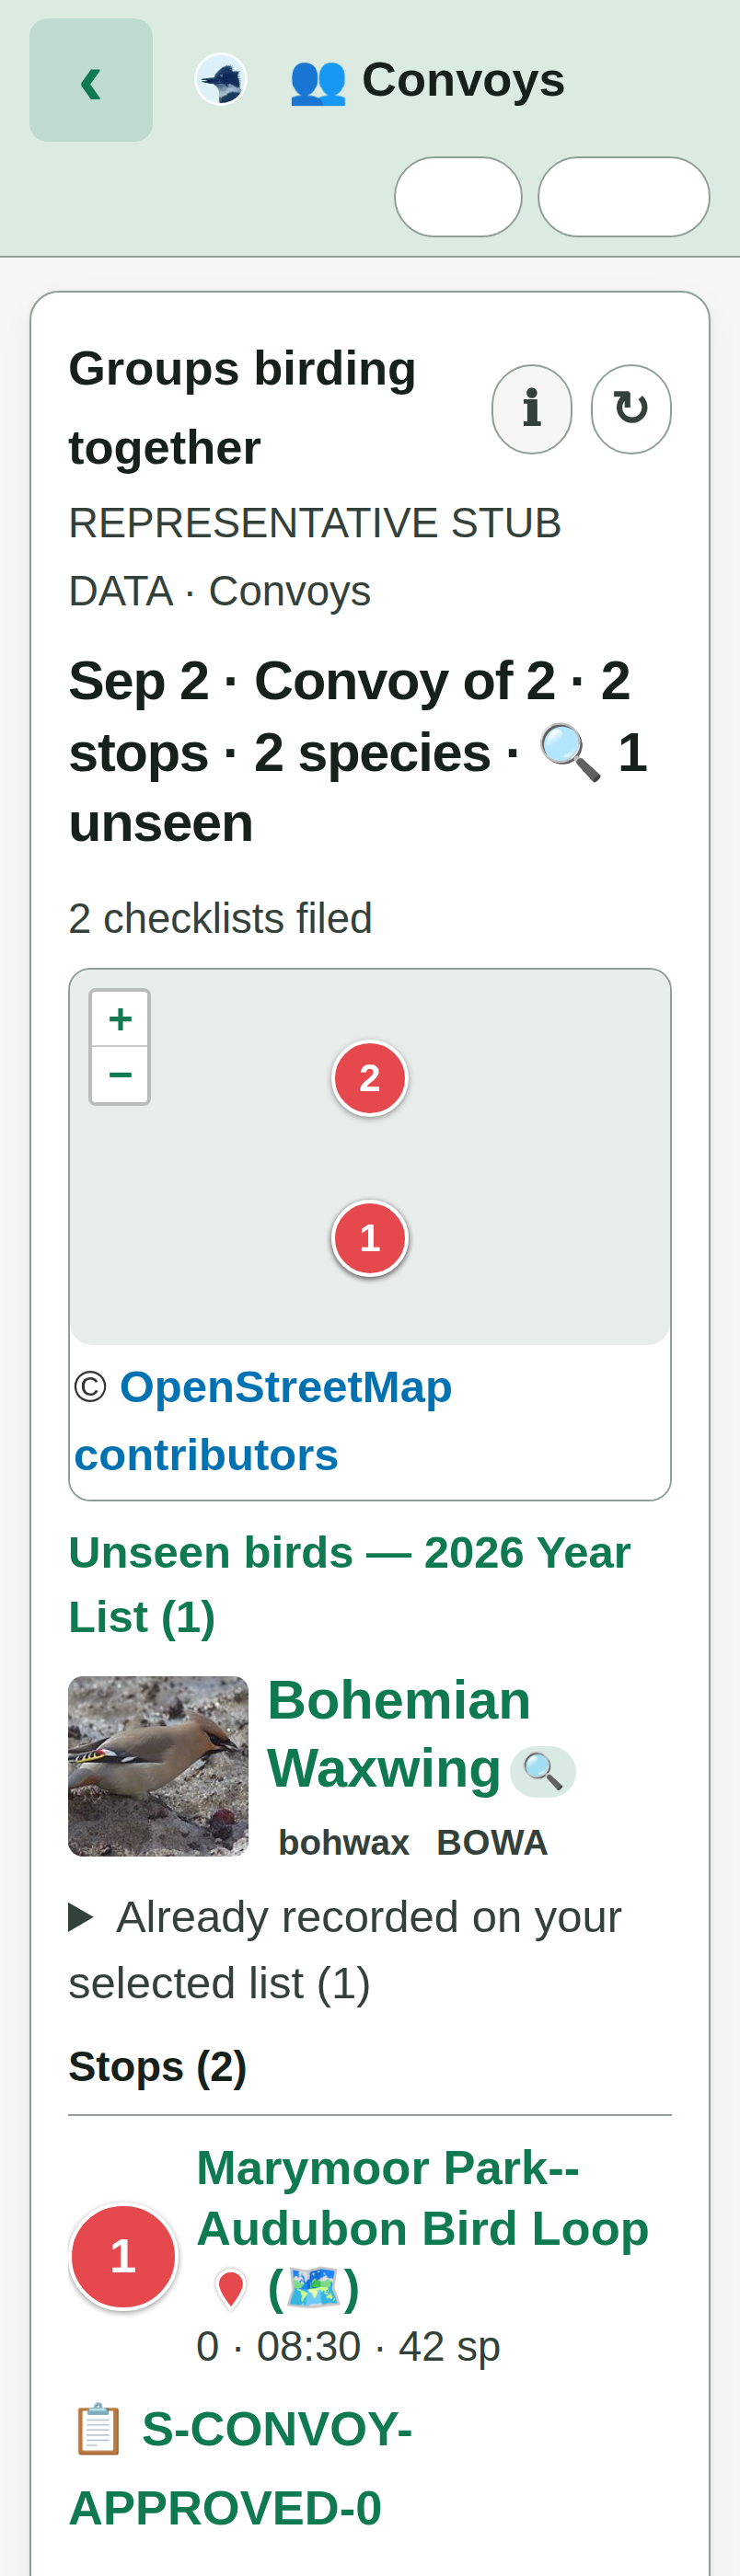 ‹ 👥 Convoys
Groups birding
together
ℹ ↻
REPRESENTATIVE STUB
DATA · Convoys
Sep 2 · Convoy of 2 · 2
stops · 2 species · 🔍 1
unseen
2 checklists filed
+
−
2
1
© OpenStreetMap
contributors
Unseen birds — 2026 Year
List (1)
Bohemian
Waxwing 🔍
bohwax BOWA
▶ Already recorded on your
selected list (1)
Stops (2)
1
Marymoor Park--
Audubon Bird Loop
📍 (🗺️)
0 · 08:30 · 42 sp
📋 S-CONVOY-
APPROVED-0